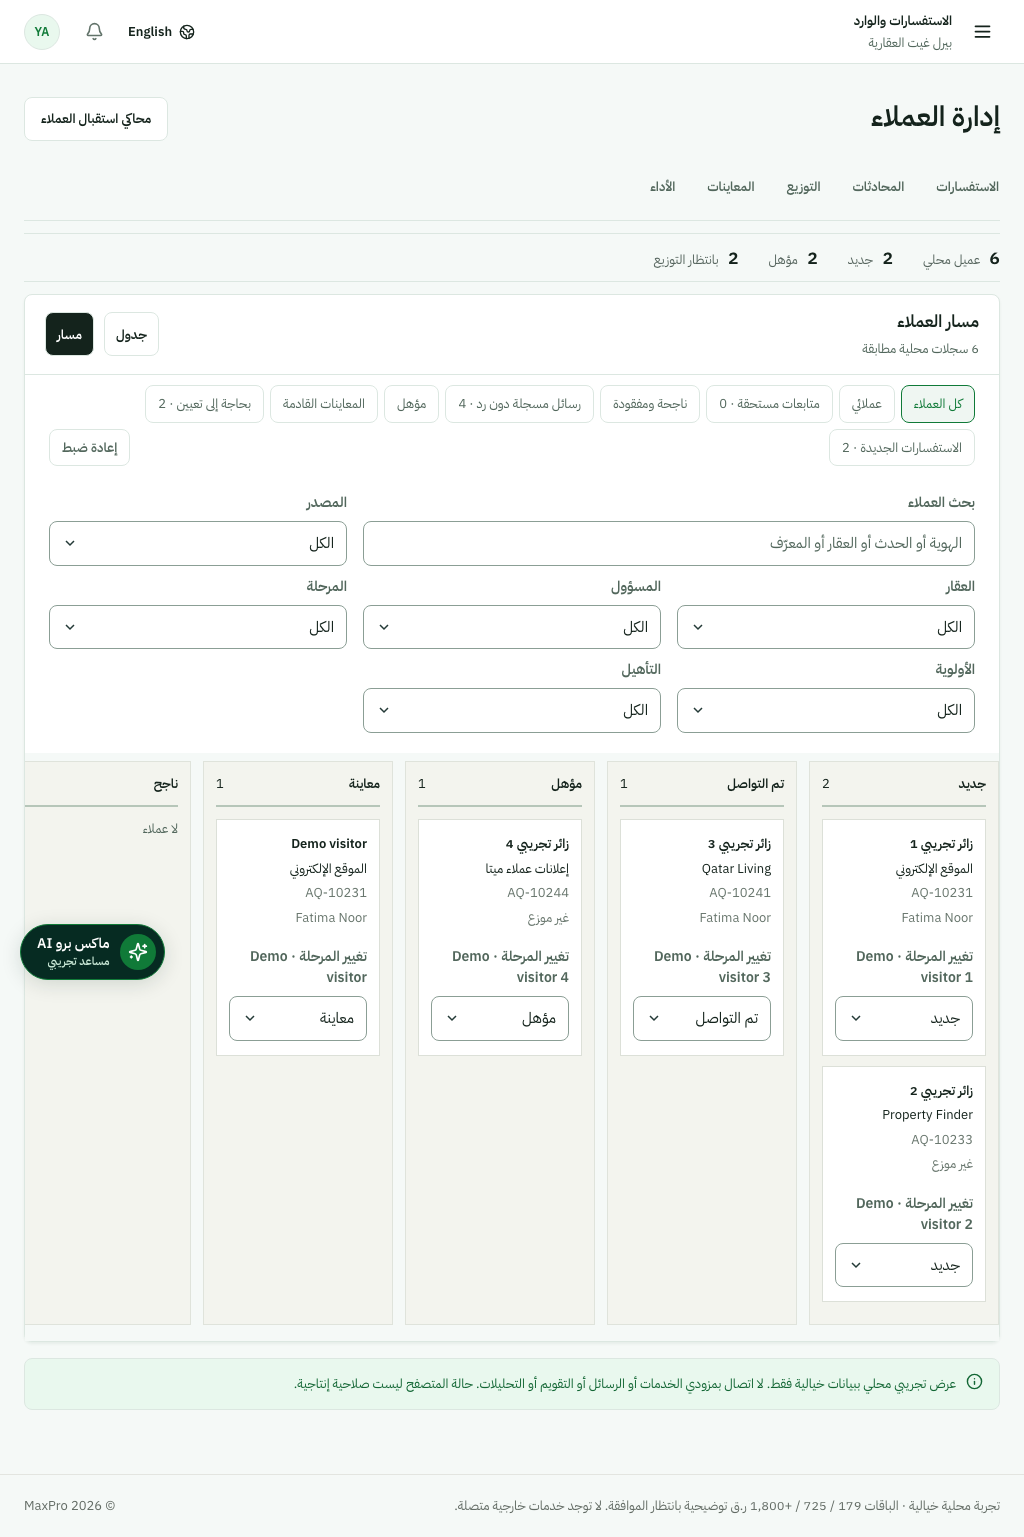 الاستفسارات والوارد
بيرل غيت العقارية
English
YA
إدارة العملاء
محاكي استقبال العملاء
الاستفسارات
المحادثات
التوزيع
المعاينات
الأداء
6 عميل محلي
2 جديد
2 مؤهل
2 بانتظار التوزيع
مسار العملاء
6 سجلات محلية مطابقة
جدول
مسار
كل العملاء
عملائي
متابعات مستحقة · 0
ناجحة ومفقودة
رسائل مسجلة دون رد · 4
مؤهل
المعاينات القادمة
بحاجة إلى تعيين · 2
الاستفسارات الجديدة · 2
إعادة ضبط
بحث العملاء
الهوية أو الحدث أو العقار أو المعرّف
المصدر
الكل
العقار
الكل
المسؤول
الكل
المرحلة
الكل
الأولوية
الكل
التأهيل
الكل
جديد
2
زائر تجريبي 1
الموقع الإلكتروني
AQ-10231
Fatima Noor
تغيير المرحلة · Demo
visitor 1
جديد
زائر تجريبي 2
Property Finder
AQ-10233
غير موزع
تغيير المرحلة · Demo
visitor 2
جديد
تم التواصل
1
زائر تجريبي 3
Qatar Living
AQ-10241
Fatima Noor
تغيير المرحلة · Demo
visitor 3
تم التواصل
مؤهل
1
زائر تجريبي 4
إعلانات عملاء ميتا
AQ-10244
غير موزع
تغيير المرحلة · Demo
visitor 4
مؤهل
معاينة
1
Demo visitor
الموقع الإلكتروني
AQ-10231
Fatima Noor
تغيير المرحلة · Demo
visitor
معاينة
ناجح
لا عملاء
ماكس برو AI
مساعد تجريبي
عرض تجريبي محلي ببيانات خيالية فقط. لا اتصال بمزودي الخدمات أو الرسائل أو التقويم أو التحليلات. حالة المتصفح ليست صلاحية إنتاجية.
تجربة محلية خيالية · الباقات 179 / 725 / +1,800 ر.ق توضيحية بانتظار الموافقة. لا توجد خدمات خارجية متصلة.
© 2026 MaxPro